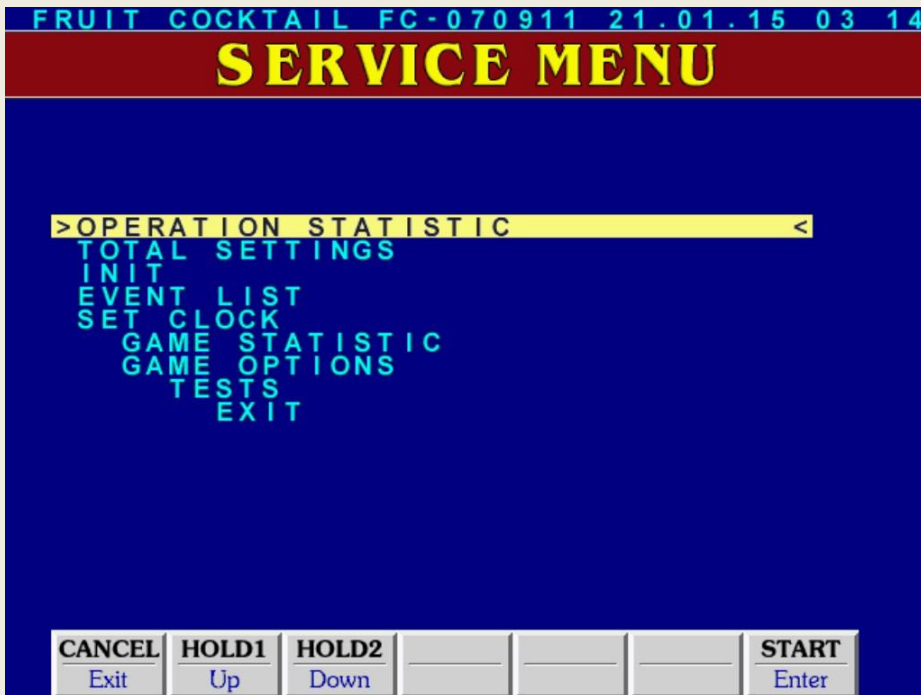 FRUIT COCKTAIL FC-070911 21.01.15 03 14
SERVICE MENU
>OPERATION STATISTIC <
TOTAL SETTINGS
INIT
EVENT LIST
SET CLOCK
GAME STATISTIC
GAME OPTIONS
TESTS
EXIT
CANCEL HOLD1 HOLD2 START
Exit Up Down Enter